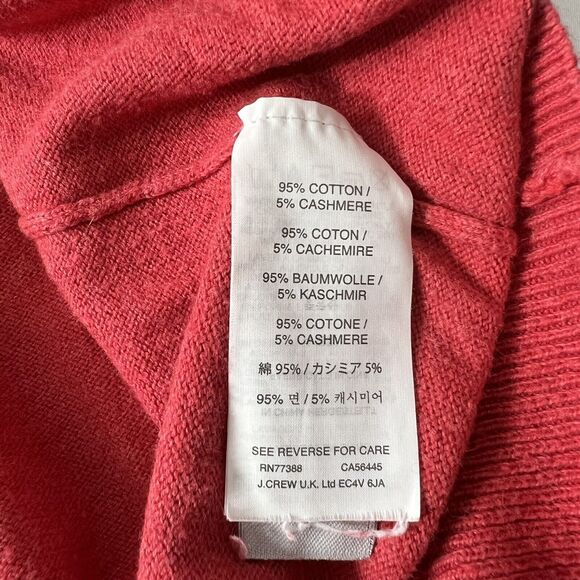 95% COTTON /
5% CASHMERE
95% COTON /
5% CACHEMIRE
95% BAUMWOLLE /
5% KASCHMIR
95% COTONE /
5% CASHMERE
綿 95% / カシミア 5%
95% 면 / 5% 캐시미어
SEE REVERSE FOR CARE
RN77388 CA56445
J.CREW U.K. Ltd EC4V 6JA